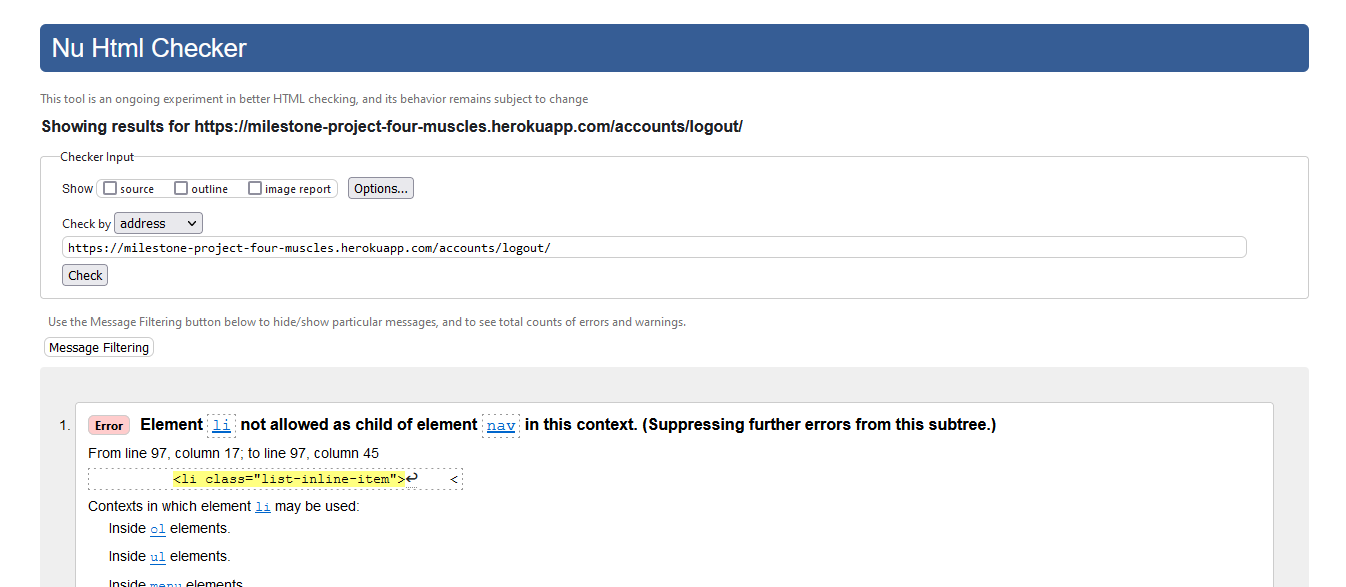 Nu Html Checker
This tool is an ongoing experiment in better HTML checking, and its behavior remains subject to change
Showing results for https://milestone-project-four-muscles.herokuapp.com/accounts/logout/
Checker Input
Show source outline image report Options...
Check by address
https://milestone-project-four-muscles.herokuapp.com/accounts/logout/
Check
Use the Message Filtering button below to hide/show particular messages, and to see total counts of errors and warnings.
Message Filtering
1. Error Element li not allowed as child of element nav in this context. (Suppressing further errors from this subtree.)
From line 97, column 17; to line 97, column 45
<li class="list-inline-item">↩ <
Contexts in which element li may be used:
Inside ol elements.
Inside ul elements.
Inside menu elements.